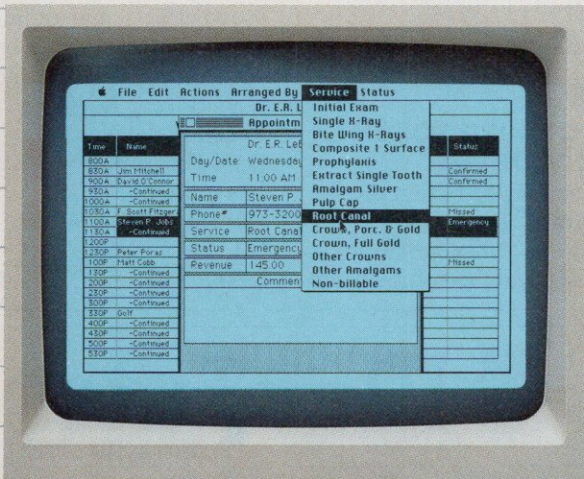 File Edit Actions Arranged By Service Status
Dr. E.R. L
Initial Exam
Single X-Ray
Bite Wing X-Rays
Composite 1 Surface
Prophylaxis
Extract Single Tooth
Amalgam Silver
Pulp Cap
Root Canal
Crown, Porc. & Gold
Crown, Full Gold
Other Crowns
Other Amalgams
Non-billable
Appointm
Dr. E.R. Le
Day/Date Wednesday
Time 11:00 AM
Name Steven P. J
Phone# 973-3200
Service Root Canal
Status Emergency
Revenue 145.00
Commen
Time Name Status
800A
830A Jim Mitchell Confirmed
900A David O'Connor Confirmed
930A -Continued
1000A -Continued
1030A F. Scott Fitzger Missed
1100A Steven P. Jobs Emergency
1130A -Continued
1200P
1230P Peter Poras
100P Matt Cobb Missed
130P -Continued
200P -Continued
230P -Continued
300P -Continued
330P Golf
400P -Continued
430P -Continued
500P -Continued
530P -Continued